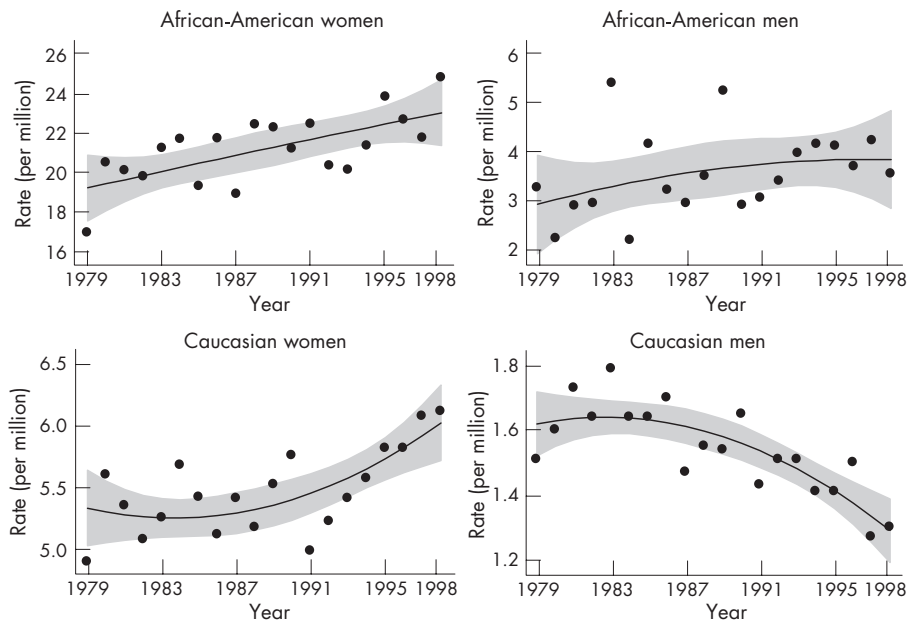 African-American women
Rate (per million)
26
24
22
20
18
16
1979 1983 1987 1991 1995 1998
Year
African-American men
Rate (per million)
6
5
4
3
2
1979 1983 1987 1991 1995 1998
Year
Caucasian women
Rate (per million)
6.5
6.0
5.5
5.0
1979 1983 1987 1991 1995 1998
Year
Caucasian men
Rate (per million)
1.8
1.6
1.4
1.2
1979 1983 1987 1991 1995 1998
Year